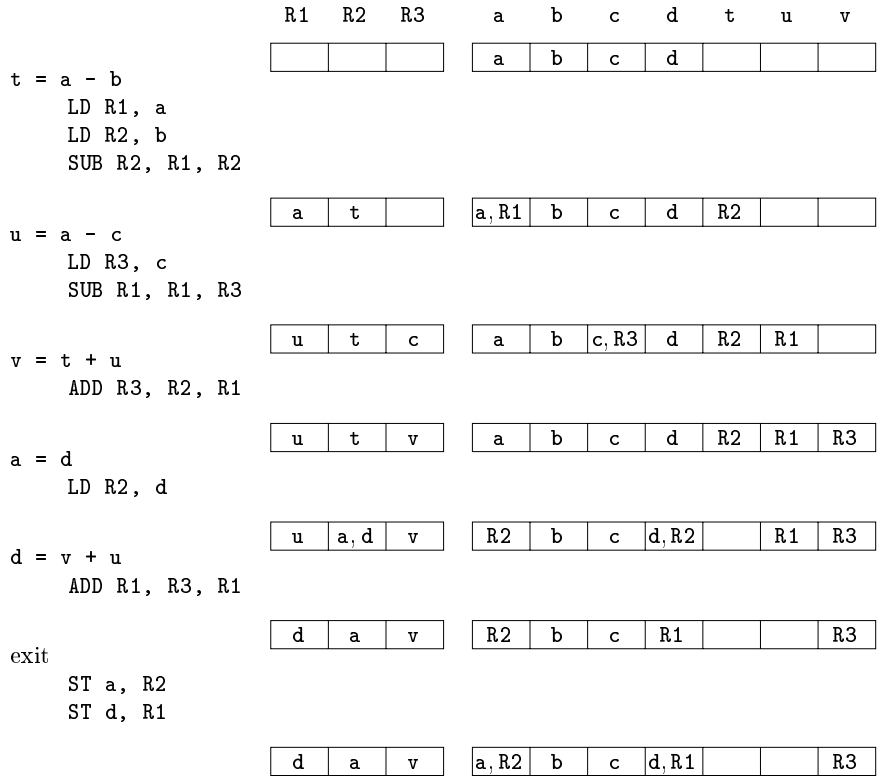 R1 R2 R3 a b c d t u v
a b c d
t = a - b
LD R1, a
LD R2, b
SUB R2, R1, R2
a t a, R1 b c d R2
u = a - c
LD R3, c
SUB R1, R1, R3
u t c a b c, R3 d R2 R1
v = t + u
ADD R3, R2, R1
u t v a b c d R2 R1 R3
a = d
LD R2, d
u a, d v R2 b c d, R2 R1 R3
d = v + u
ADD R1, R3, R1
d a v R2 b c R1 R3
exit
ST a, R2
ST d, R1
d a v a, R2 b c d, R1 R3